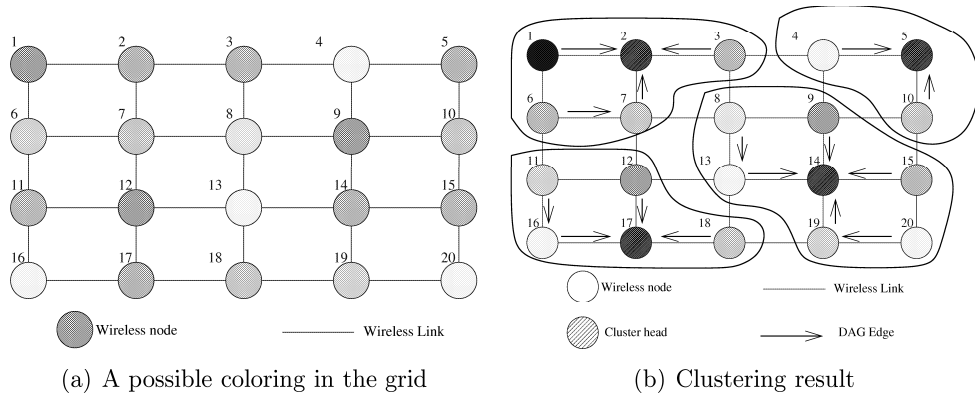 1 2 3 4 5
6 7 8 9 10
11 12 13 14 15
16 17 18 19 20
Wireless node Wireless Link
(a) A possible coloring in the grid
1 2 3 4 5
6 7 8 9 10
11 12 13 14 15
16 17 18 19 20
Wireless node Wireless Link
Cluster head DAG Edge
(b) Clustering result